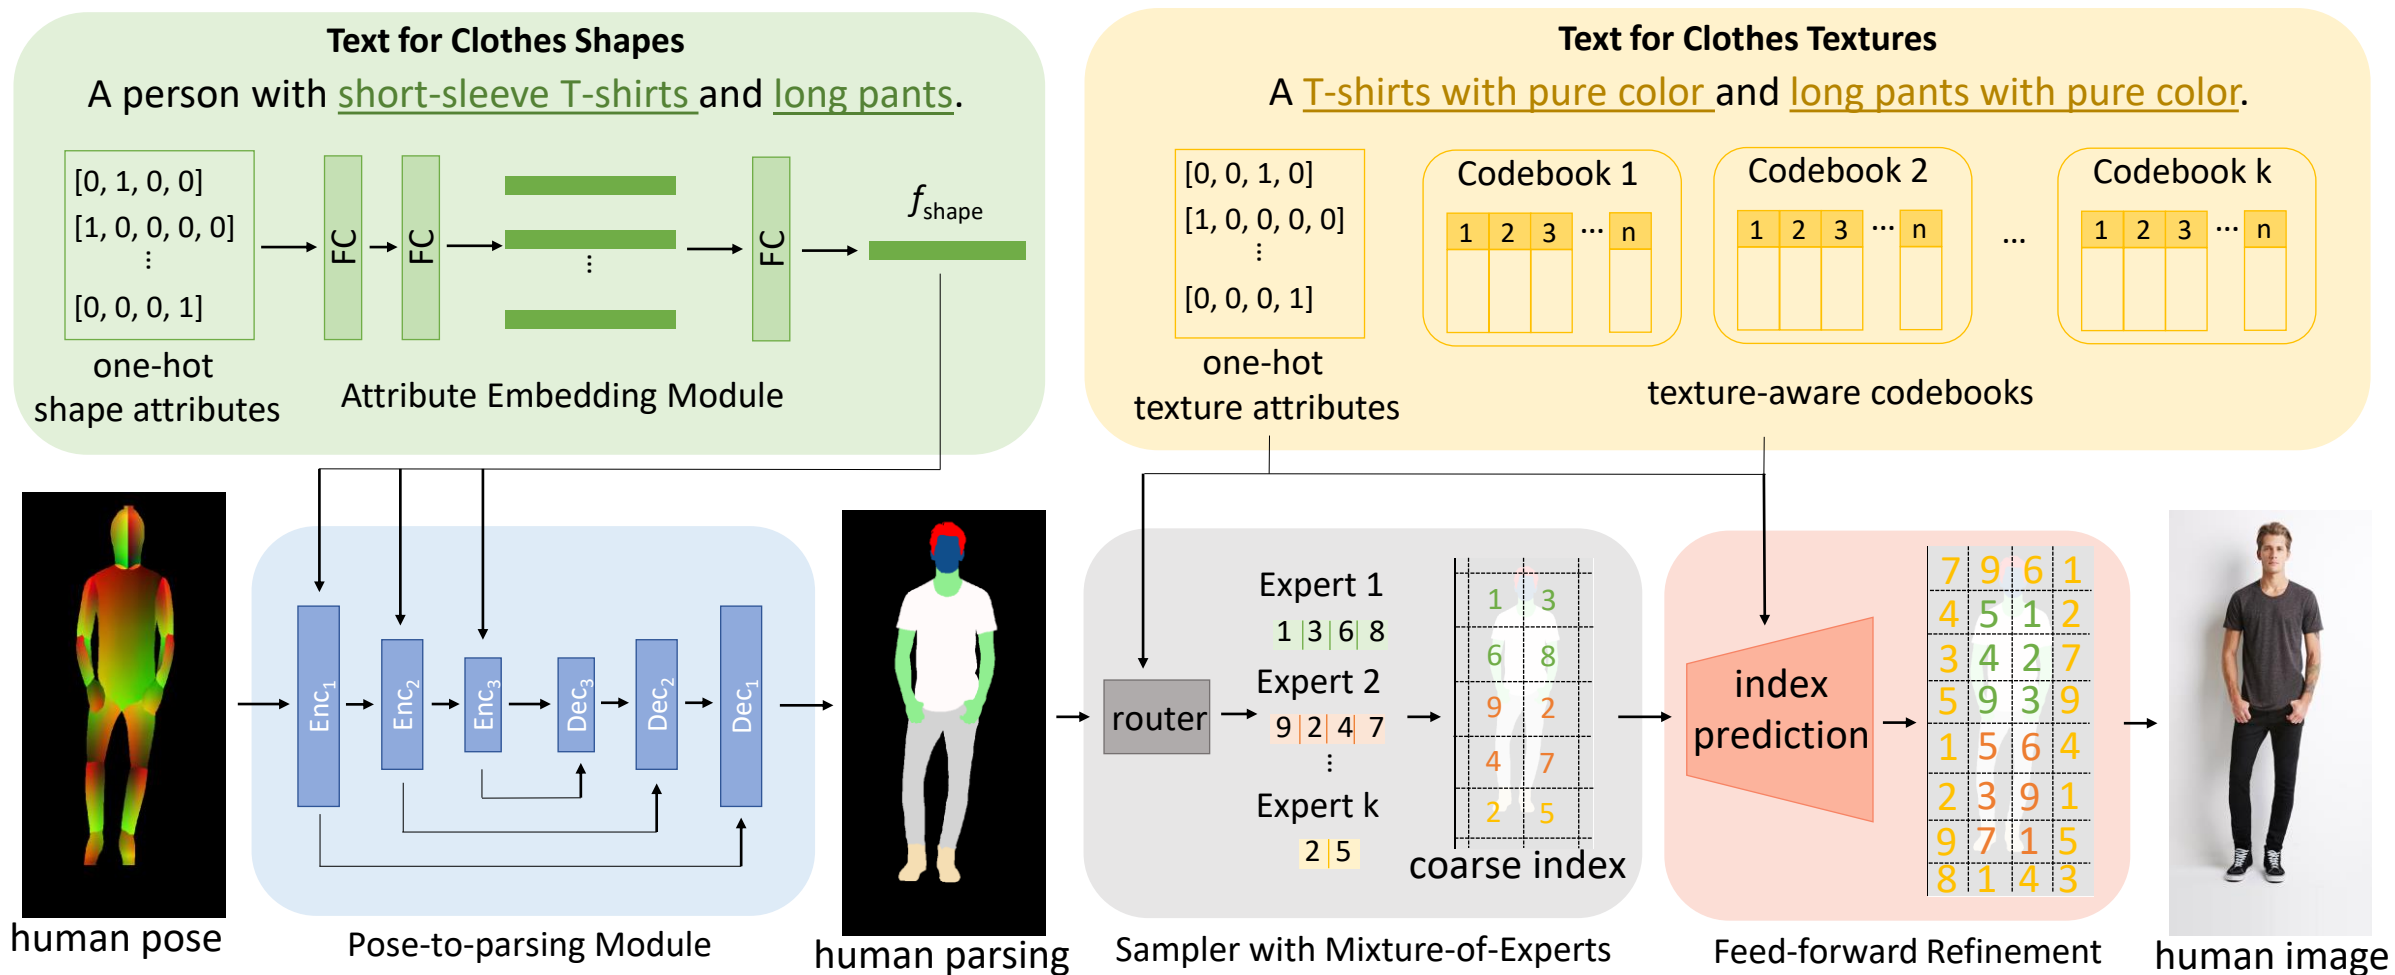 Text for Clothes Shapes
A person with short-sleeve T-shirts and long pants.
[0, 1, 0, 0]
[1, 0, 0, 0, 0]
⋮
[0, 0, 0, 1]
one-hot
shape attributes
FC
FC
⋮
FC
fshape
Attribute Embedding Module
Text for Clothes Textures
A T-shirts with pure color and long pants with pure color.
[0, 0, 1, 0]
[1, 0, 0, 0, 0]
⋮
[0, 0, 0, 1]
one-hot
texture attributes
Codebook 1
1 2 3 ... n
Codebook 2
1 2 3 ... n
...
Codebook k
1 2 3 ... n
texture-aware codebooks
human pose
Enc1
Enc2
Enc3
Dec3
Dec2
Dec1
Pose-to-parsing Module
human parsing
router
Expert 1
1 | 3 | 6 | 8
Expert 2
9 | 2 | 4 | 7
⋮
Expert k
2 | 5
1 3
6 8
9 2
4 7
2 5
coarse index
Sampler with Mixture-of-Experts
index
prediction
7 9 6 1
4 5 1 2
3 4 2 7
5 9 3 9
1 5 6 4
2 3 9 1
9 7 1 5
8 1 4 3
Feed-forward Refinement
human image